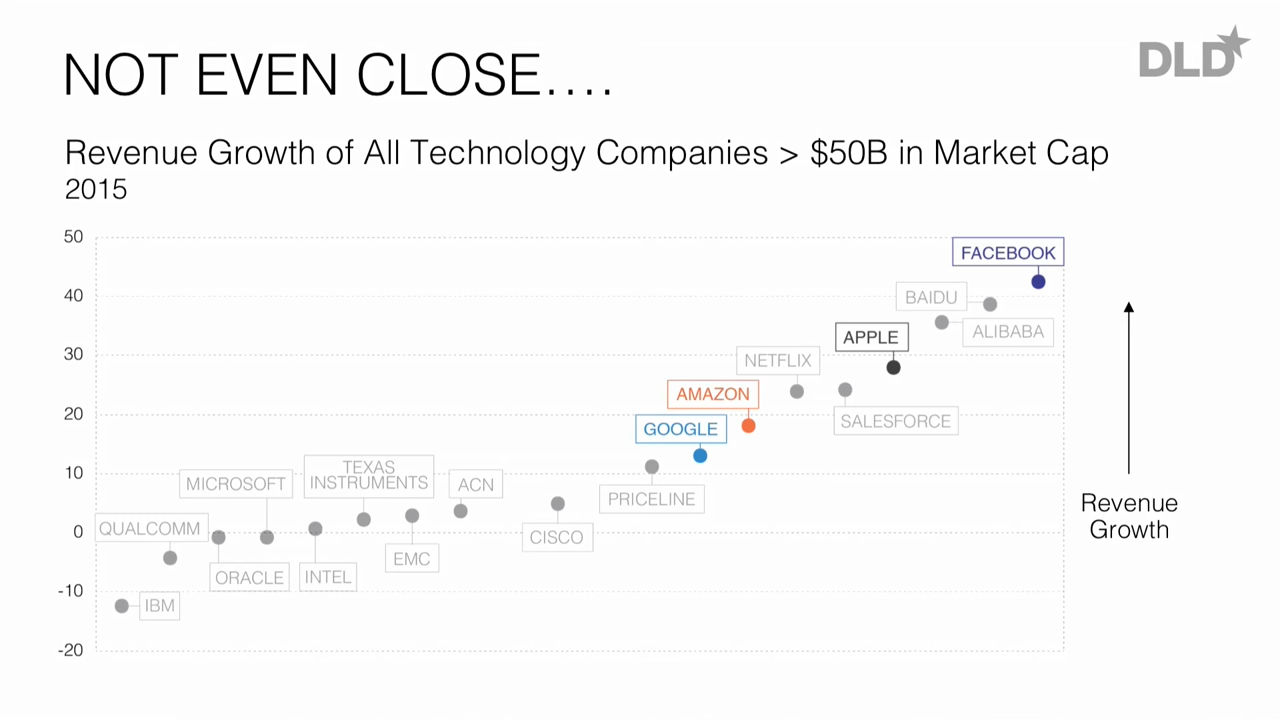 NOT EVEN CLOSE....
DLD
Revenue Growth of All Technology Companies > $50B in Market Cap
2015
50
40
30
20
10
0
-10
-20
FACEBOOK
BAIDU
ALIBABA
APPLE
NETFLIX
SALESFORCE
AMAZON
GOOGLE
PRICELINE
TEXAS
INSTRUMENTS
ACN
MICROSOFT
QUALCOMM
CISCO
EMC
ORACLE
INTEL
IBM
Revenue
Growth